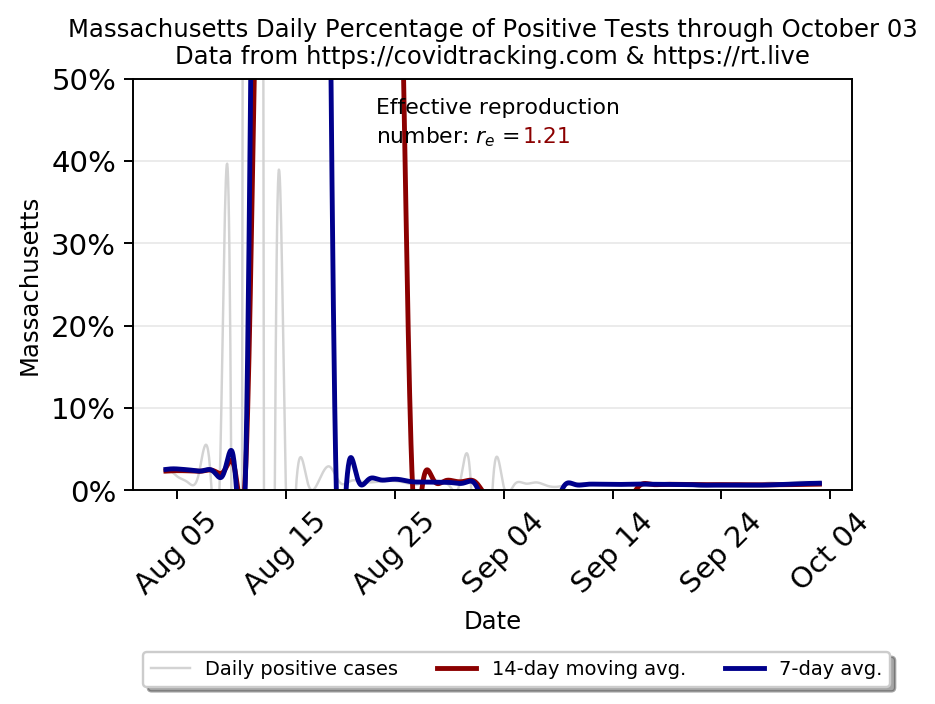 Massachusetts Daily Percentage of Positive Tests through October 03
Data from https://covidtracking.com & https://rt.live
50%
40%
30%
20%
10%
0%
Massachusetts
Effective reproduction
number: rₑ =1.21
Aug 05
Aug 15
Aug 25
Sep 04
Sep 14
Sep 24
Oct 04
Date
Daily positive cases
14-day moving avg.
7-day avg.